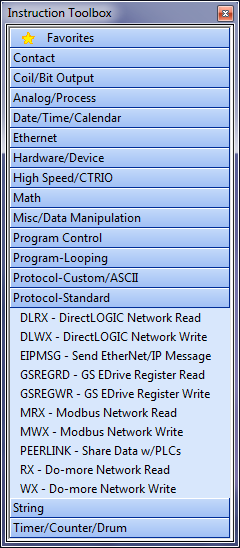 Instruction Toolbox
Favorites
Contact
Coil/Bit Output
Analog/Process
Date/Time/Calendar
Ethernet
Hardware/Device
High Speed/CTRIO
Math
Misc/Data Manipulation
Program Control
Program-Looping
Protocol-Custom/ASCII
Protocol-Standard
DLRX - DirectLOGIC Network Read
DLWX - DirectLOGIC Network Write
EIPMSG - Send EtherNet/IP Message
GSREGRD - GS EDrive Register Read
GSREGWR - GS EDrive Register Write
MRX - Modbus Network Read
MWX - Modbus Network Write
PEERLINK - Share Data w/PLCs
RX - Do-more Network Read
WX - Do-more Network Write
String
Timer/Counter/Drum